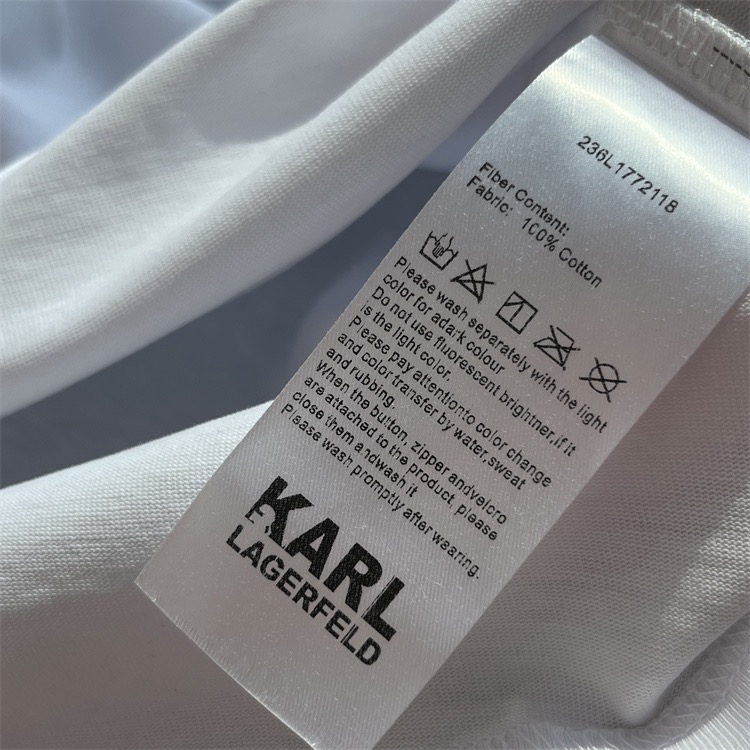 236L1772118
Fiber Content:
Fabric: 100% Cotton
Please wash separately with the light
color for adark colour
Do not use fluorescent brightner,if it
is the light color.
Please pay attentionto color change
and color transfer by water,sweat
and rubbing.
When the button, zipper andvelcro
are attached to the product, please
close them andwash it
Please wash promptly after wearing.
KARL
LAGERFELD